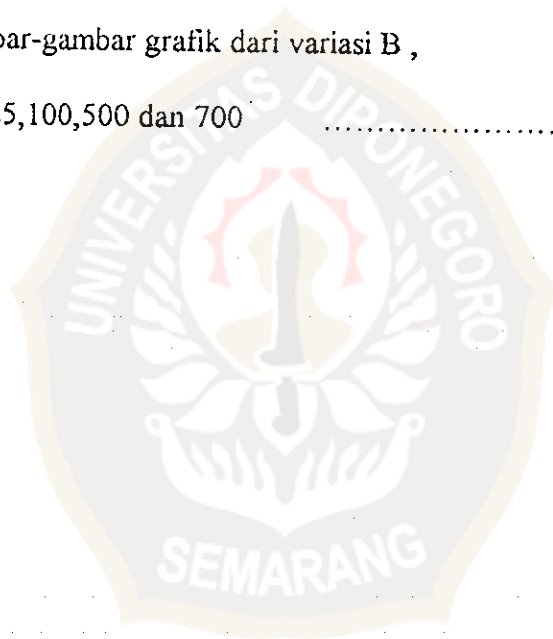 bar-gambar grafik dari variasi B ,
5,100,500 dan 700 ........................
UNIVERSITAS DIPONEGORO
SEMARANG